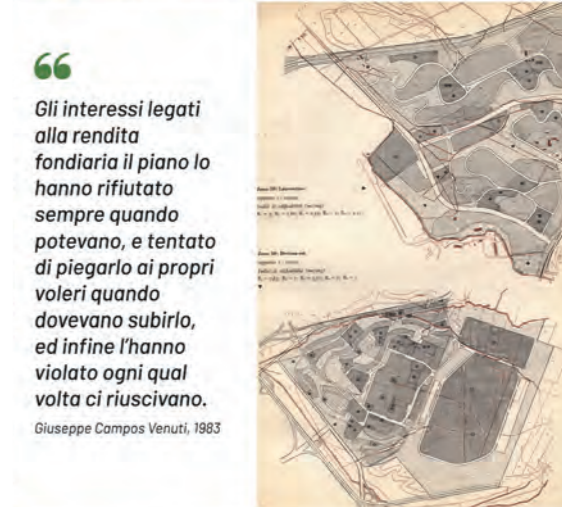 Gli interessi legati
alla rendita
fondiaria il piano lo
hanno rifiutato
sempre quando
potevano, e tentato
di piegarlo ai propri
voleri quando
dovevano subirlo,
ed infine l'hanno
violato ogni qual
volta ci riuscivano.
Giuseppe Campos Venuti, 1983